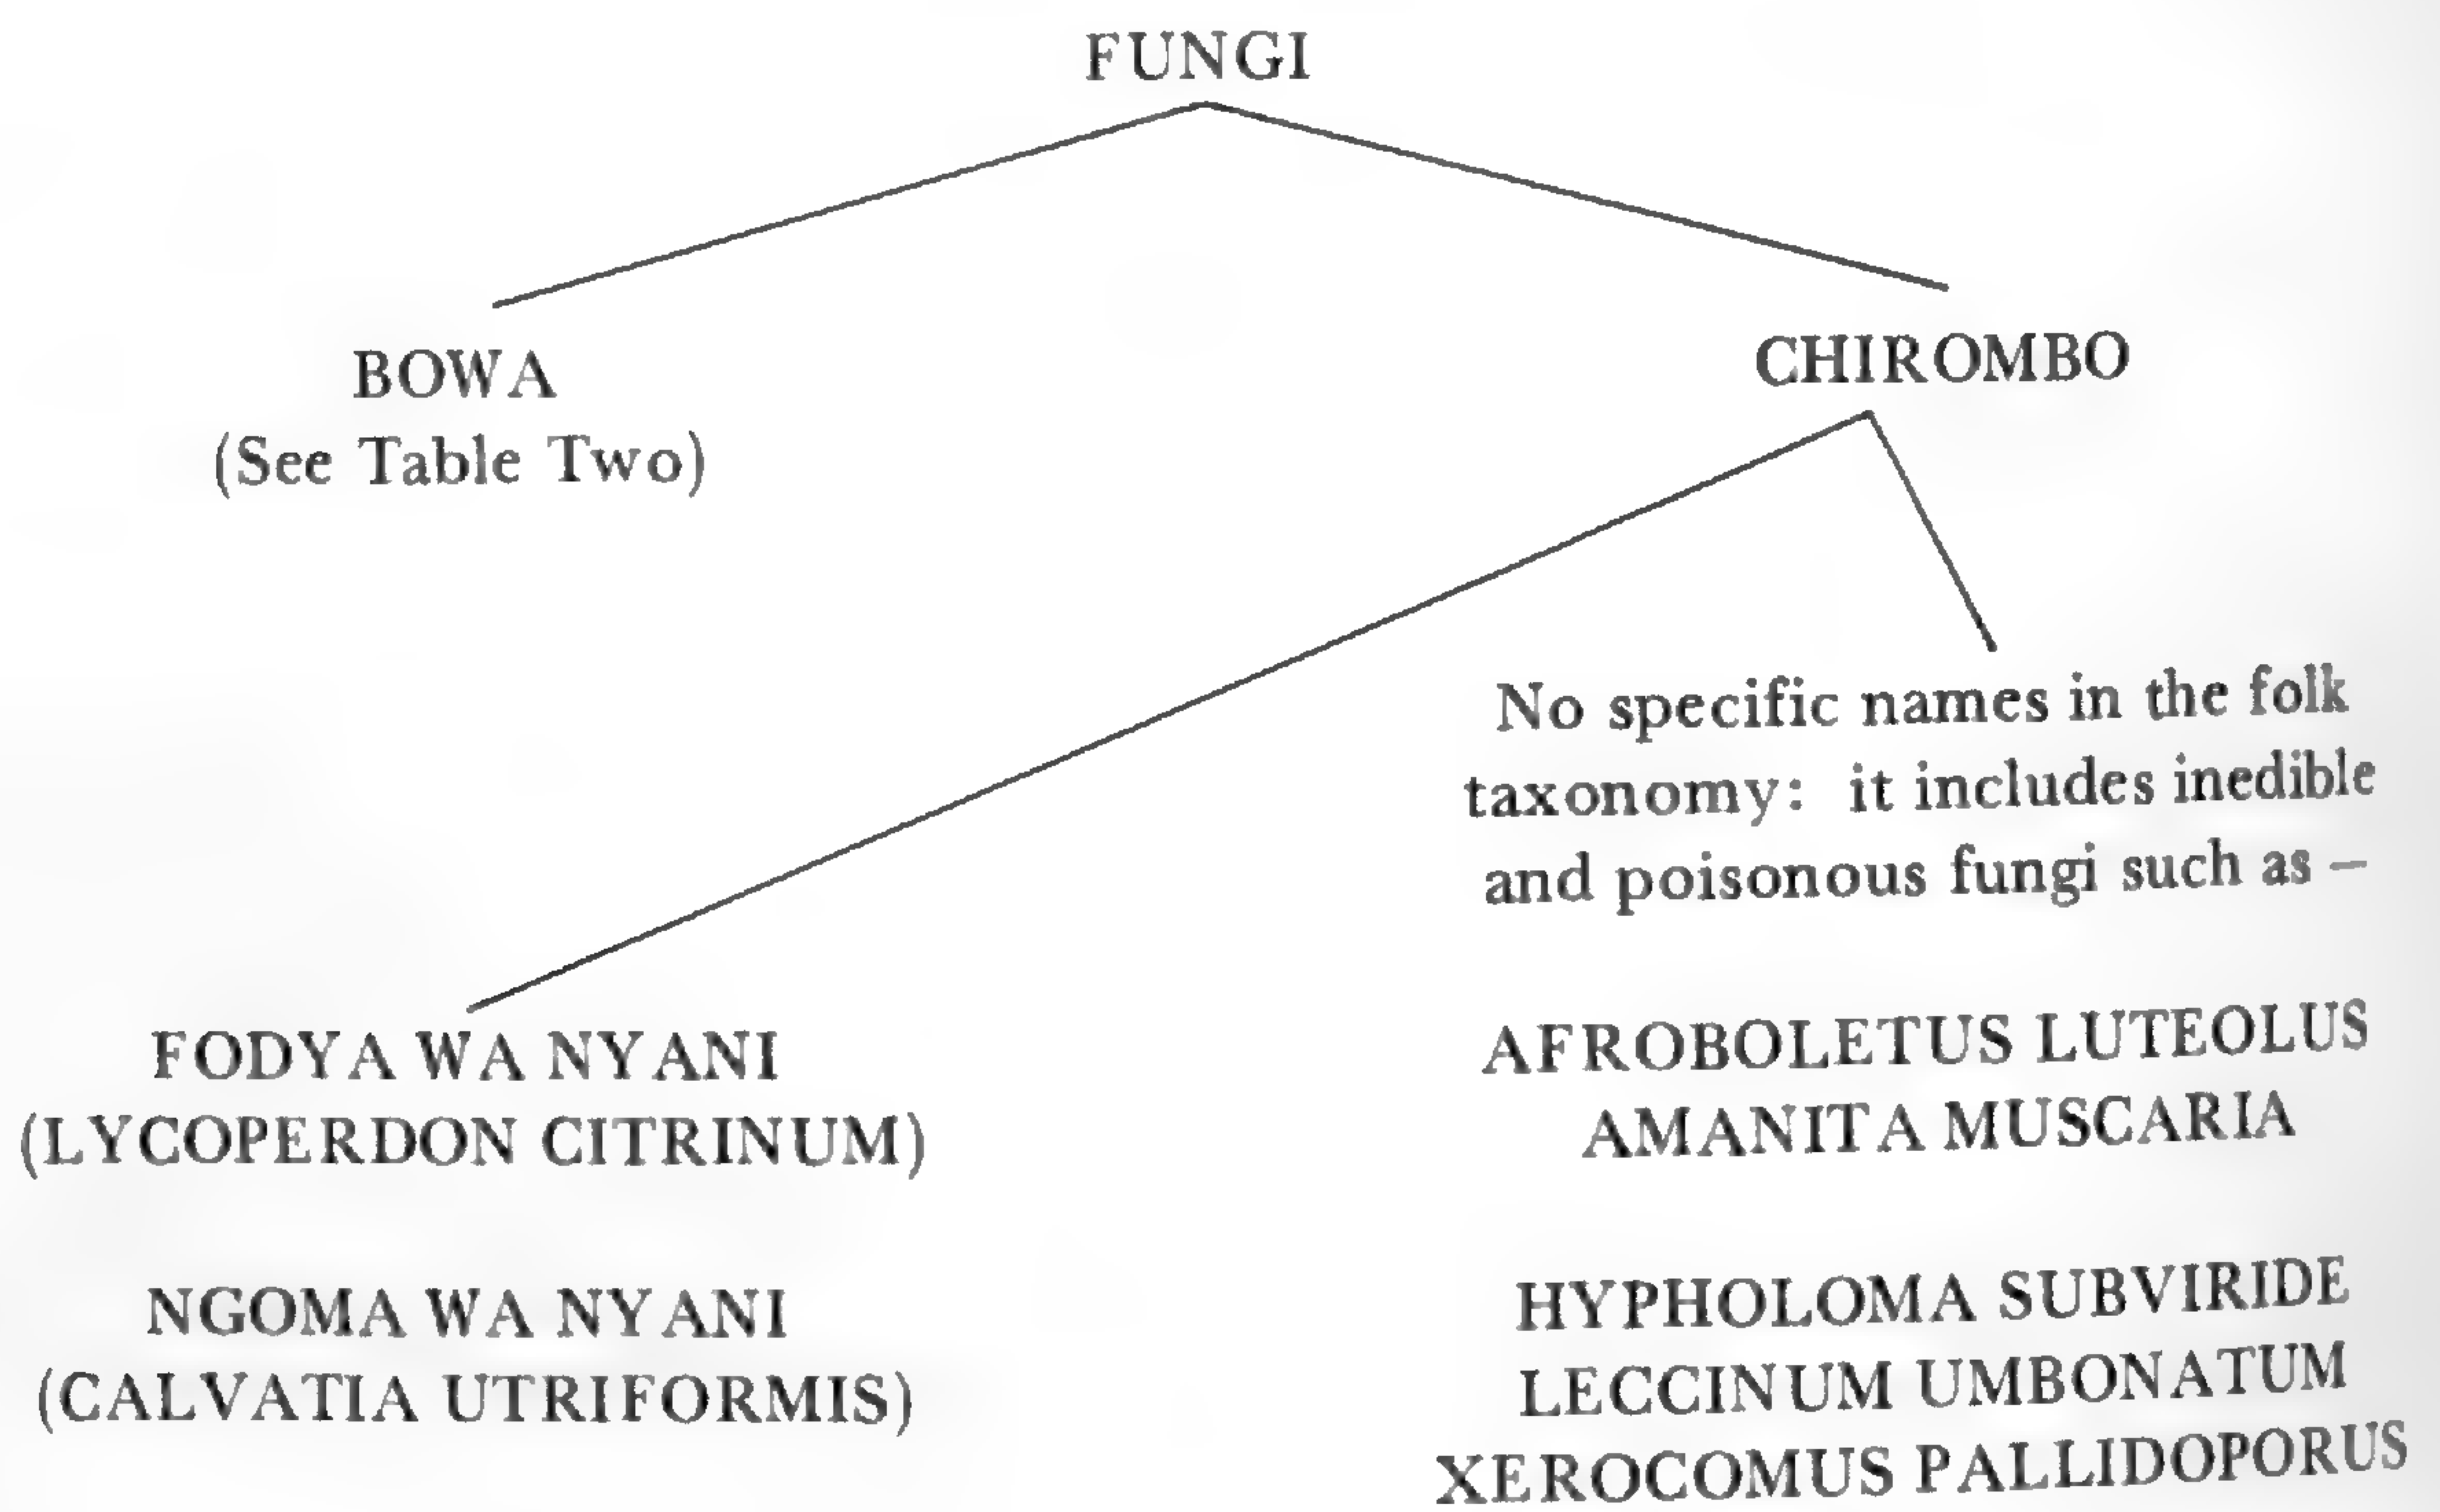 FUNGI
BOWA
(See Table Two)
CHIROMBO
No specific names in the folk
taxonomy: it includes inedible
and poisonous fungi such as —
FODYA WA NYANI
(LYCOPERDON CITRINUM)
NGOMA WA NYANI
(CALVATIA UTRIFORMIS)
AFROBOLETUS LUTEOLUS
AMANITA MUSCARIA
HYPHOLOMA SUBVIRIDE
LECCINUM UMBONATUM
XEROCOMUS PALLIDOPORUS